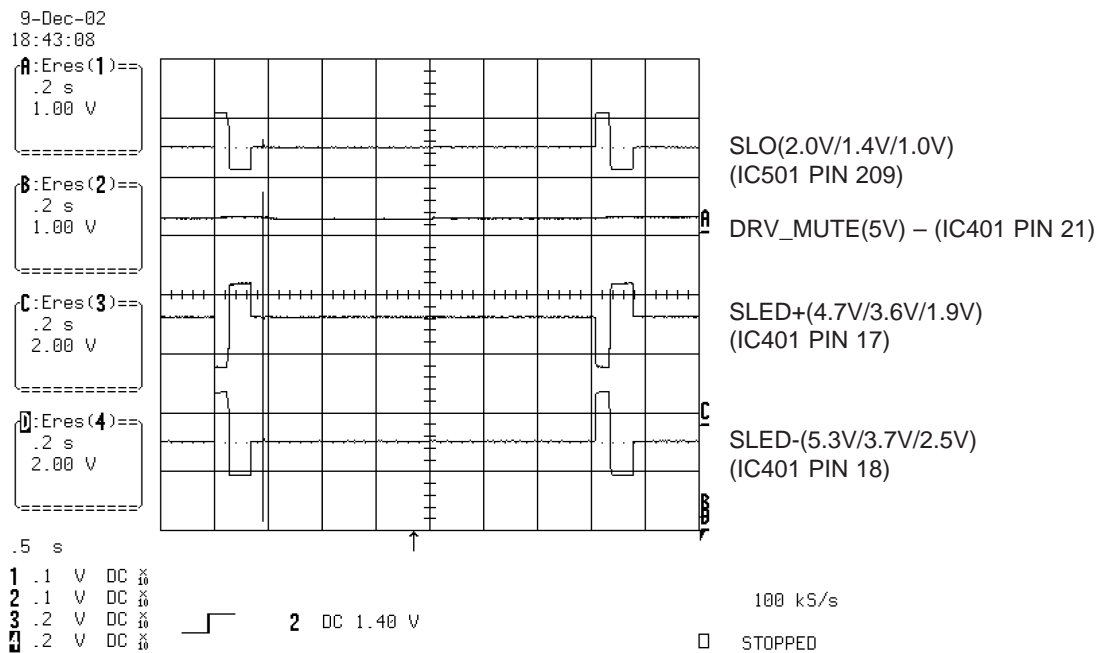 9-Dec-02
18:43:08
A:Eres(1)==
.2 s
1.00 V
B:Eres(2)==
.2 s
1.00 V
C:Eres(3)==
.2 s
2.00 V
D:Eres(4)==
.2 s
2.00 V
A
C
B
SLO(2.0V/1.4V/1.0V)
(IC501 PIN 209)
DRV_MUTE(5V) – (IC401 PIN 21)
SLED+(4.7V/3.6V/1.9V)
(IC401 PIN 17)
SLED-(5.3V/3.7V/2.5V)
(IC401 PIN 18)
.5 s
1 .1 V DC X10
2 .1 V DC X10
3 .2 V DC X10
4 .2 V DC X10
2 DC 1.40 V
100 kS/s
STOPPED